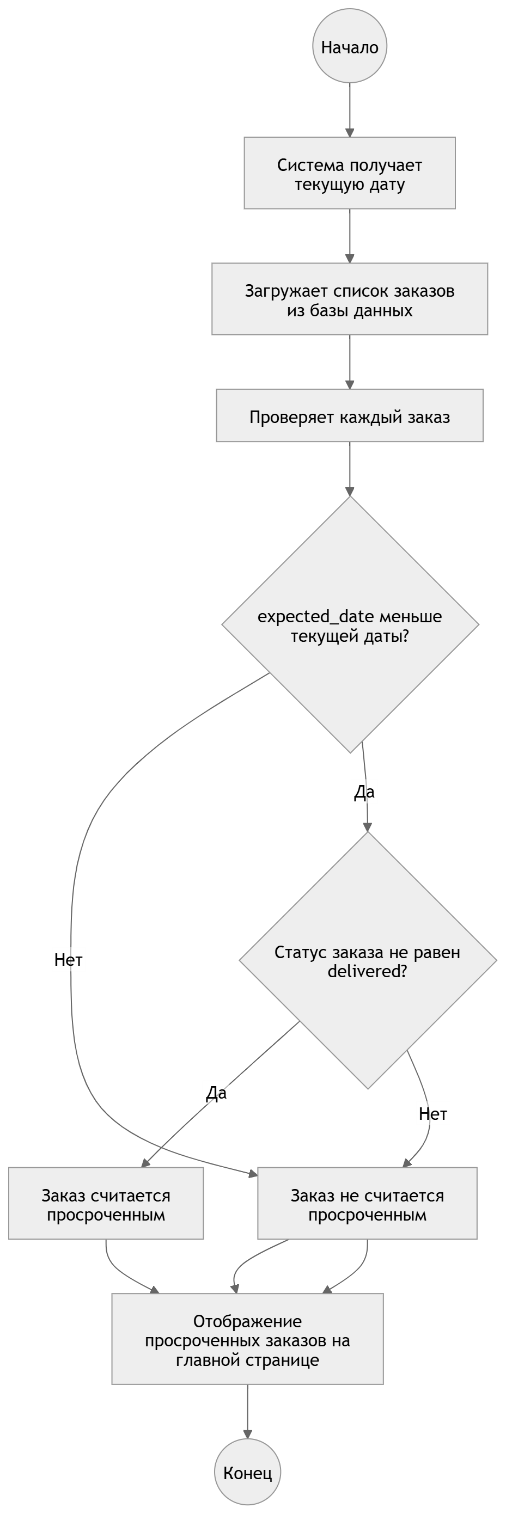 Начало
Система получает
текущую дату
Загружает список заказов
из базы данных
Проверяет каждый заказ
expected_date меньше
текущей даты?
Да
Нет
Статус заказа не равен
delivered?
Да
Нет
Заказ считается
просроченным
Заказ не считается
просроченным
Отображение
просроченных заказов на
главной странице
Конец